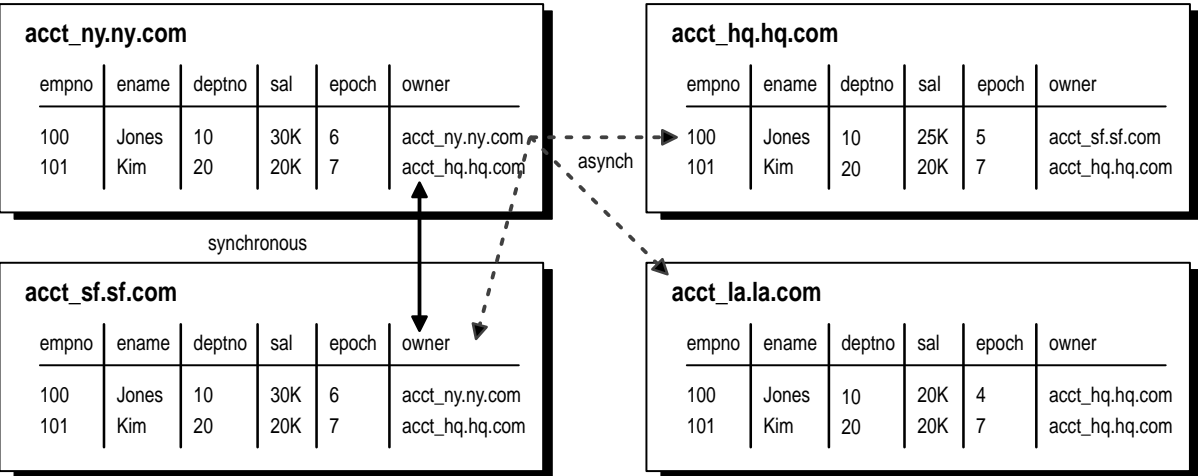 acct_ny.ny.com
empno ename deptno sal epoch owner
100 Jones 10 30K 6 acct_ny.ny.com
101 Kim 20 20K 7 acct_hq.hq.com
acct_hq.hq.com
empno ename deptno sal epoch owner
100 Jones 10 25K 5 acct_sf.sf.com
101 Kim 20 20K 7 acct_hq.hq.com
asynch
synchronous
acct_sf.sf.com
empno ename deptno sal epoch owner
100 Jones 10 30K 6 acct_ny.ny.com
101 Kim 20 20K 7 acct_hq.hq.com
acct_la.la.com
empno ename deptno sal epoch owner
100 Jones 10 20K 4 acct_hq.hq.com
101 Kim 20 20K 7 acct_hq.hq.com